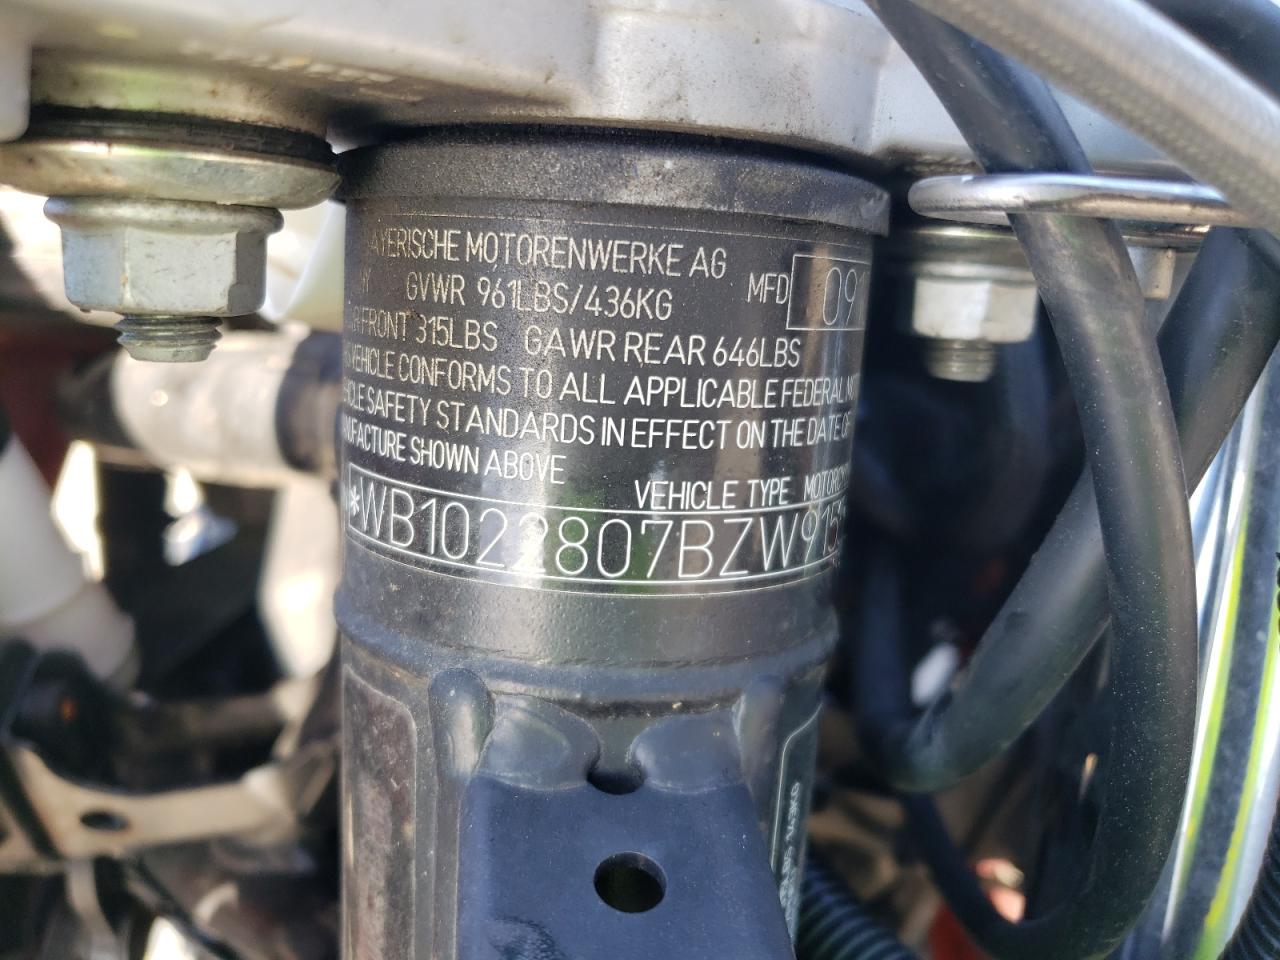 AYERISCHE MOTORENWERKE AG
MFD 09
GVWR 961LBS/436KG
FRONT 315LBS GAWR REAR 646LBS
VEHICLE CONFORMS TO ALL APPLICABLE FEDERAL
SAFETY STANDARDS IN EFFECT ON THE DATE OF
FACTURE SHOWN ABOVE
VEHICLE TYPE MOTORCY
*WB1022807BZW915